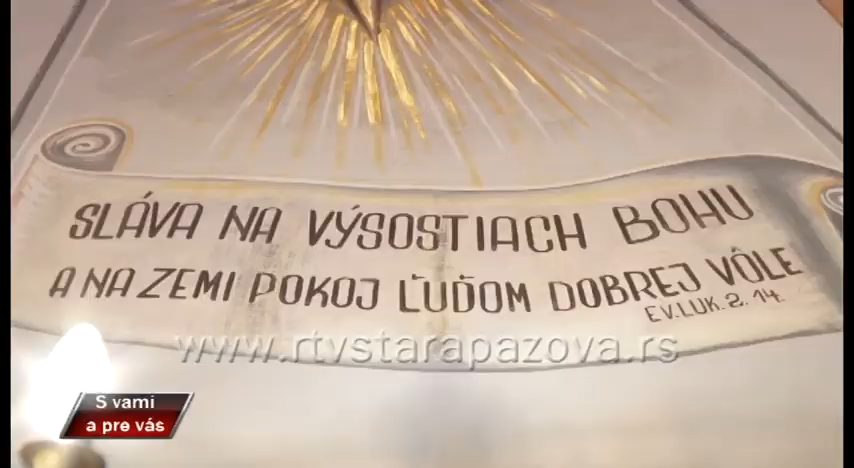 SLÁVA NA VÝSOSTIACH BOHU
A NA ZEMI POKOJ ĽUĎOM DOBREJ VÔLE
EV. LUK. 2. 14.
www.rtvstarapazova.rs
S vami
a pre vás